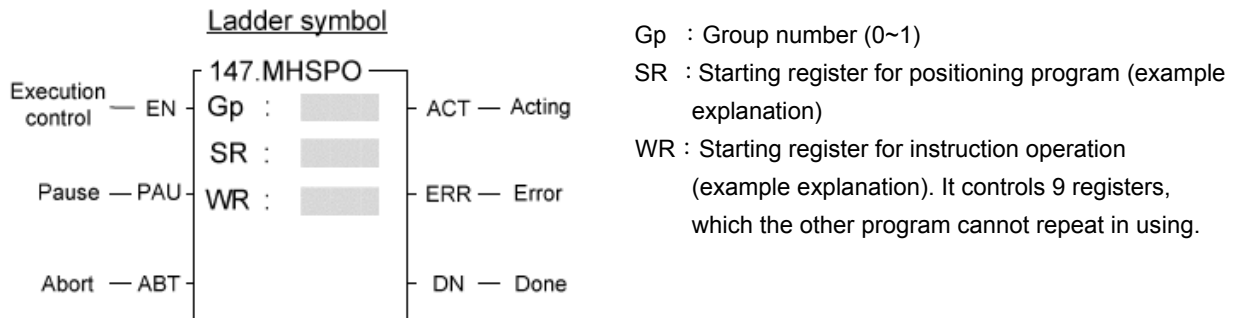 Ladder symbol
147.MHSPO
Execution
control
EN
Gp :
ACT
Acting
SR :
Pause
PAU
WR :
ERR
Error
Abort
ABT
DN
Done
Gp :Group number (0~1)
SR :Starting register for positioning program (example
explanation)
WR:Starting register for instruction operation
(example explanation). It controls 9 registers,
which the other program cannot repeat in using.